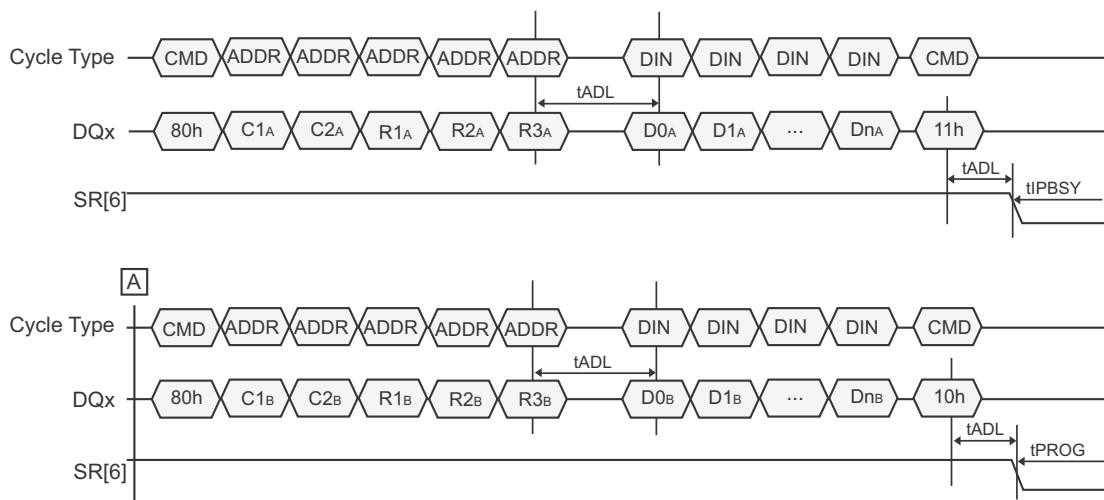 Cycle Type CMD ADDR ADDR ADDR ADDR ADDR DIN DIN DIN DIN CMD
tADL
DQx 80h C1A C2A R1A R2A R3A D0A D1A ... DnA 11h
tADL
SR[6] tIPBSY
A
Cycle Type CMD ADDR ADDR ADDR ADDR ADDR DIN DIN DIN DIN CMD
tADL
DQx 80h C1B C2B R1B R2B R3B D0B D1B ... DnB 10h
tADL
SR[6] tPROG